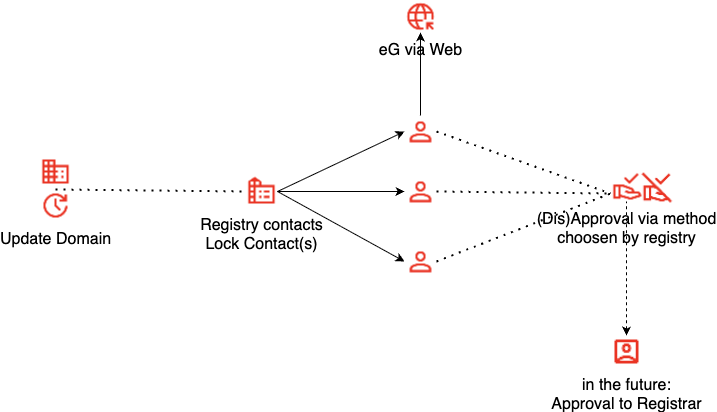 eG via Web
Update Domain
Registry contacts
Lock Contact(s)
(Dis)Approval via method
choosen by registry
in the future:
Approval to Registrar